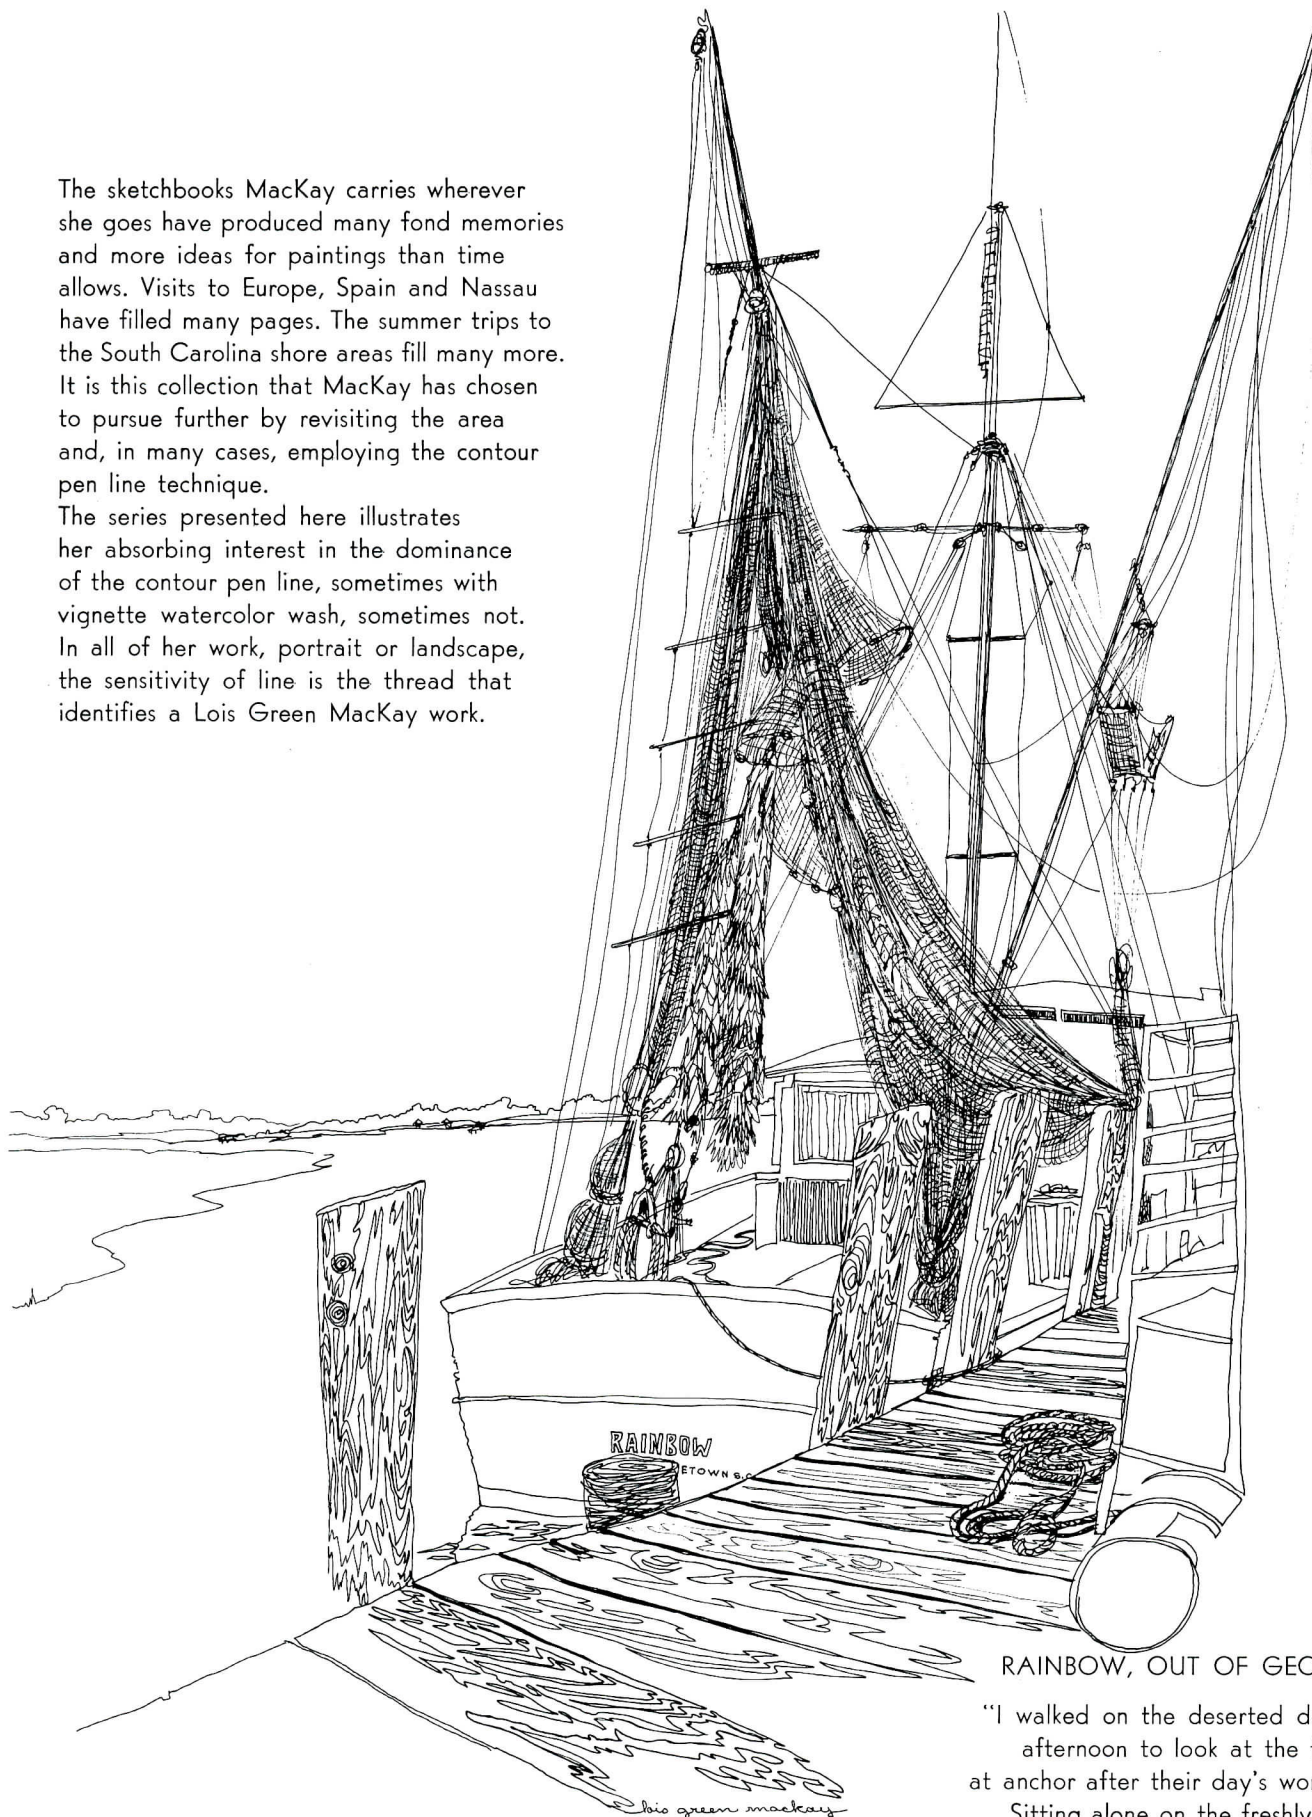 The sketchbooks MacKay carries wherever
she goes have produced many fond memories
and more ideas for paintings than time
allows. Visits to Europe, Spain and Nassau
have filled many pages. The summer trips to
the South Carolina shore areas fill many more.
It is this collection that MacKay has chosen
to pursue further by revisiting the area
and, in many cases, employing the contour
pen line technique.
The series presented here illustrates
her absorbing interest in the dominance
of the contour pen line, sometimes with
vignette watercolor wash, sometimes not.
In all of her work, portrait or landscape,
the sensitivity of line is the thread that
identifies a Lois Green MacKay work.
RAINBOW
ETOWN S.C
RAINBOW, OUT OF
"I walked on the deserted
afternoon to look at the
at anchor after their day's
Sitting alone on the freshly
lois green mackay